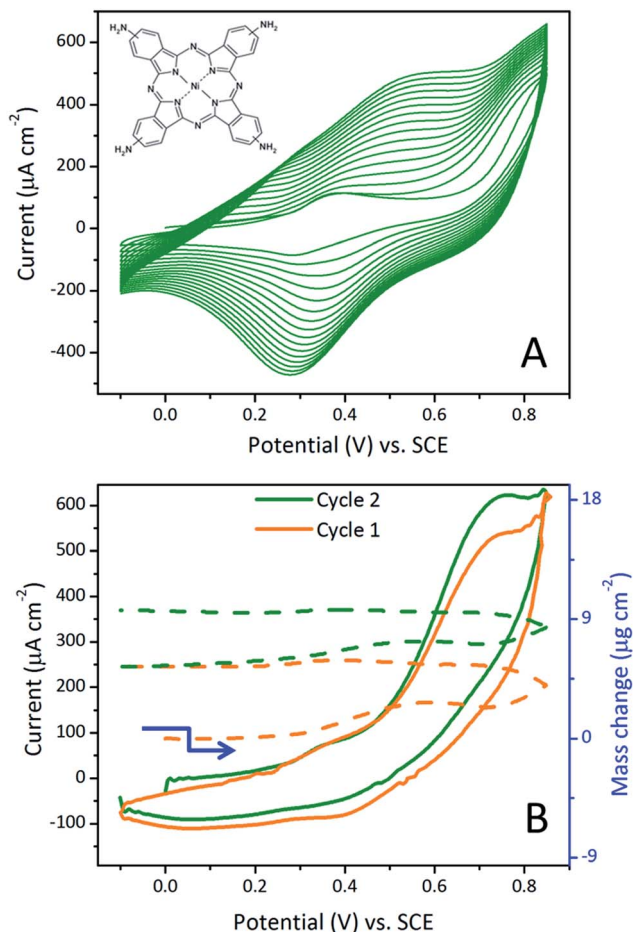 600
400
200
0
-200
-400
Current (µA cm⁻²)
H₂N
NH₂
N
N
N
N
Ni
N
N
N
N
H₂N
NH₂
A
0.0 0.2 0.4 0.6 0.8
Potential (V) vs. SCE
600
500
400
300
200
100
0
-100
Current (µA cm⁻²)
Cycle 2
Cycle 1
18
9
0
-9
Mass change (µg cm⁻²)
B
0.0 0.2 0.4 0.6 0.8
Potential (V) vs. SCE